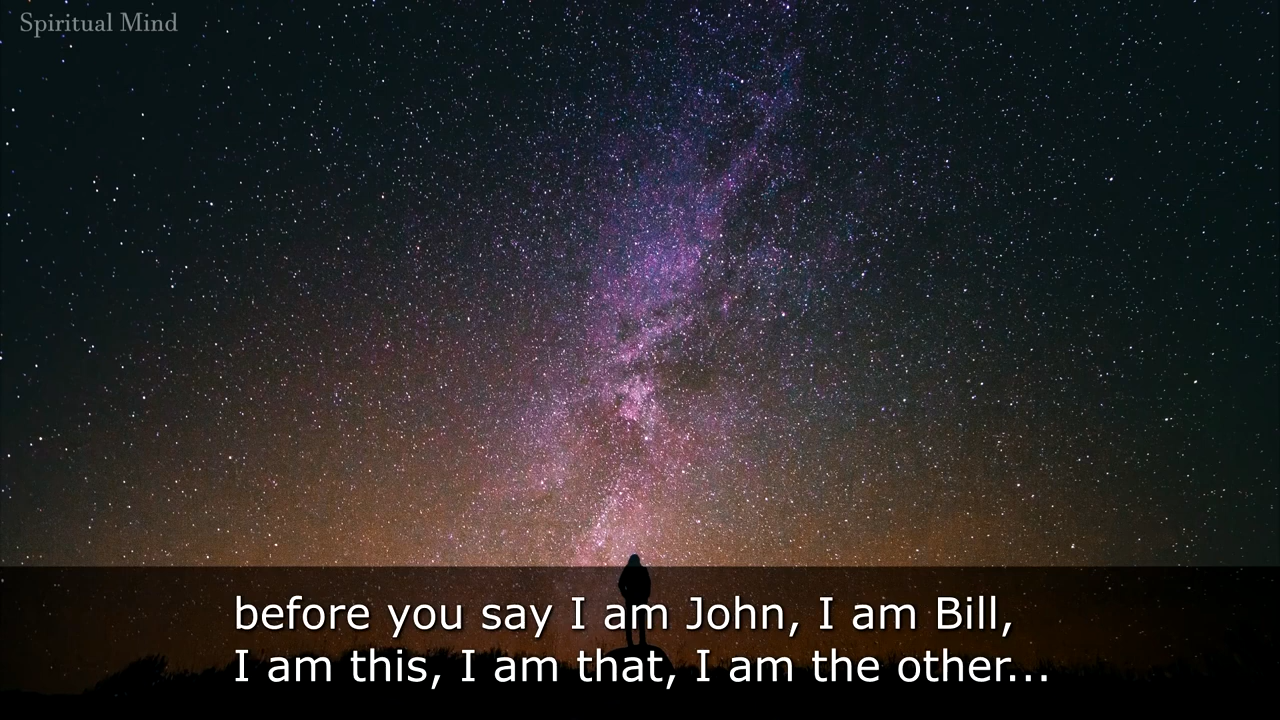 Spiritual Mind
before you say I am John, I am Bill,
I am this, I am that, I am the other...